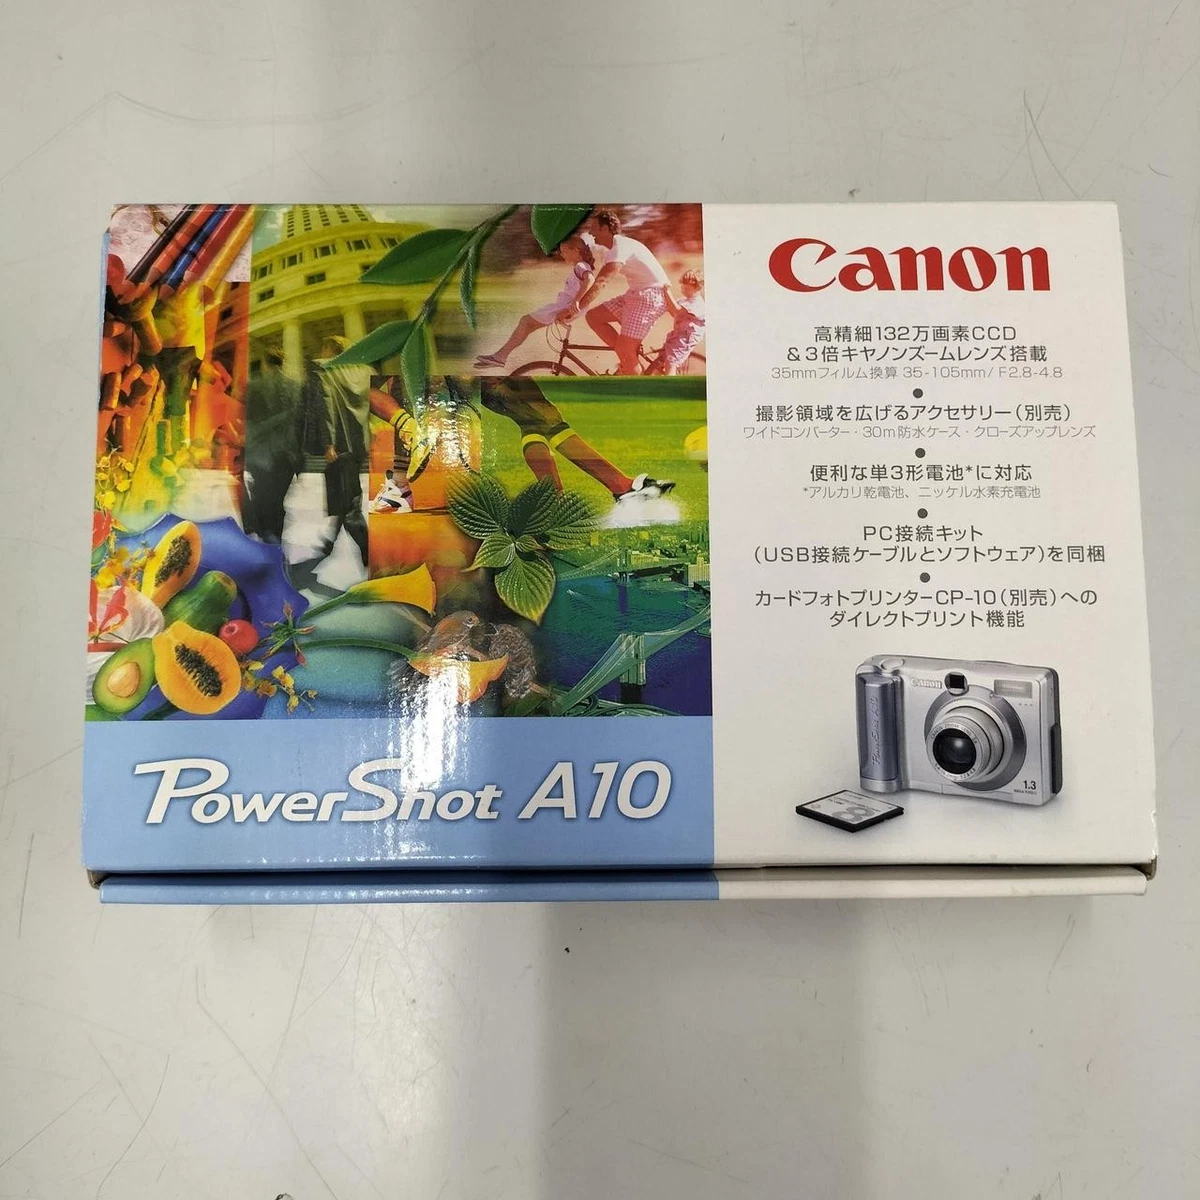 Canon
高精細132万画素CCD
&3倍キヤノンズームレンズ搭載
35mmフィルム換算 35-105mm/F2.8-4.8
●
撮影領域を広げるアクセサリー(別売)
ワイドコンバーター・30m防水ケース・クローズアップレンズ
●
便利な単3形電池*に対応
*アルカリ乾電池、ニッケル水素充電池
●
PC接続キット
(USB接続ケーブルとソフトウェア)を同梱
●
カードフォトプリンターCP-10(別売)への
ダイレクトプリント機能
Canon
PowerShot A10
1.3
PowerShot A10